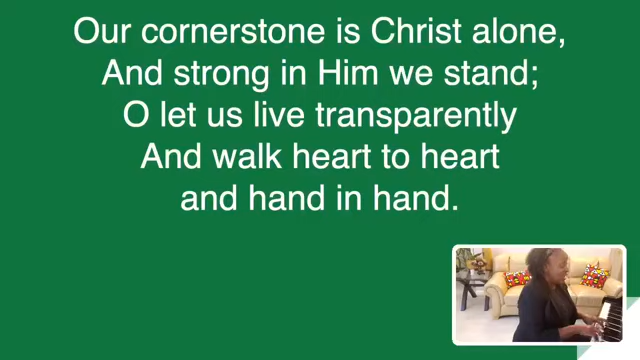 Our cornerstone is Christ alone,
And strong in Him we stand;
O let us live transparently
And walk heart to heart
and hand in hand.